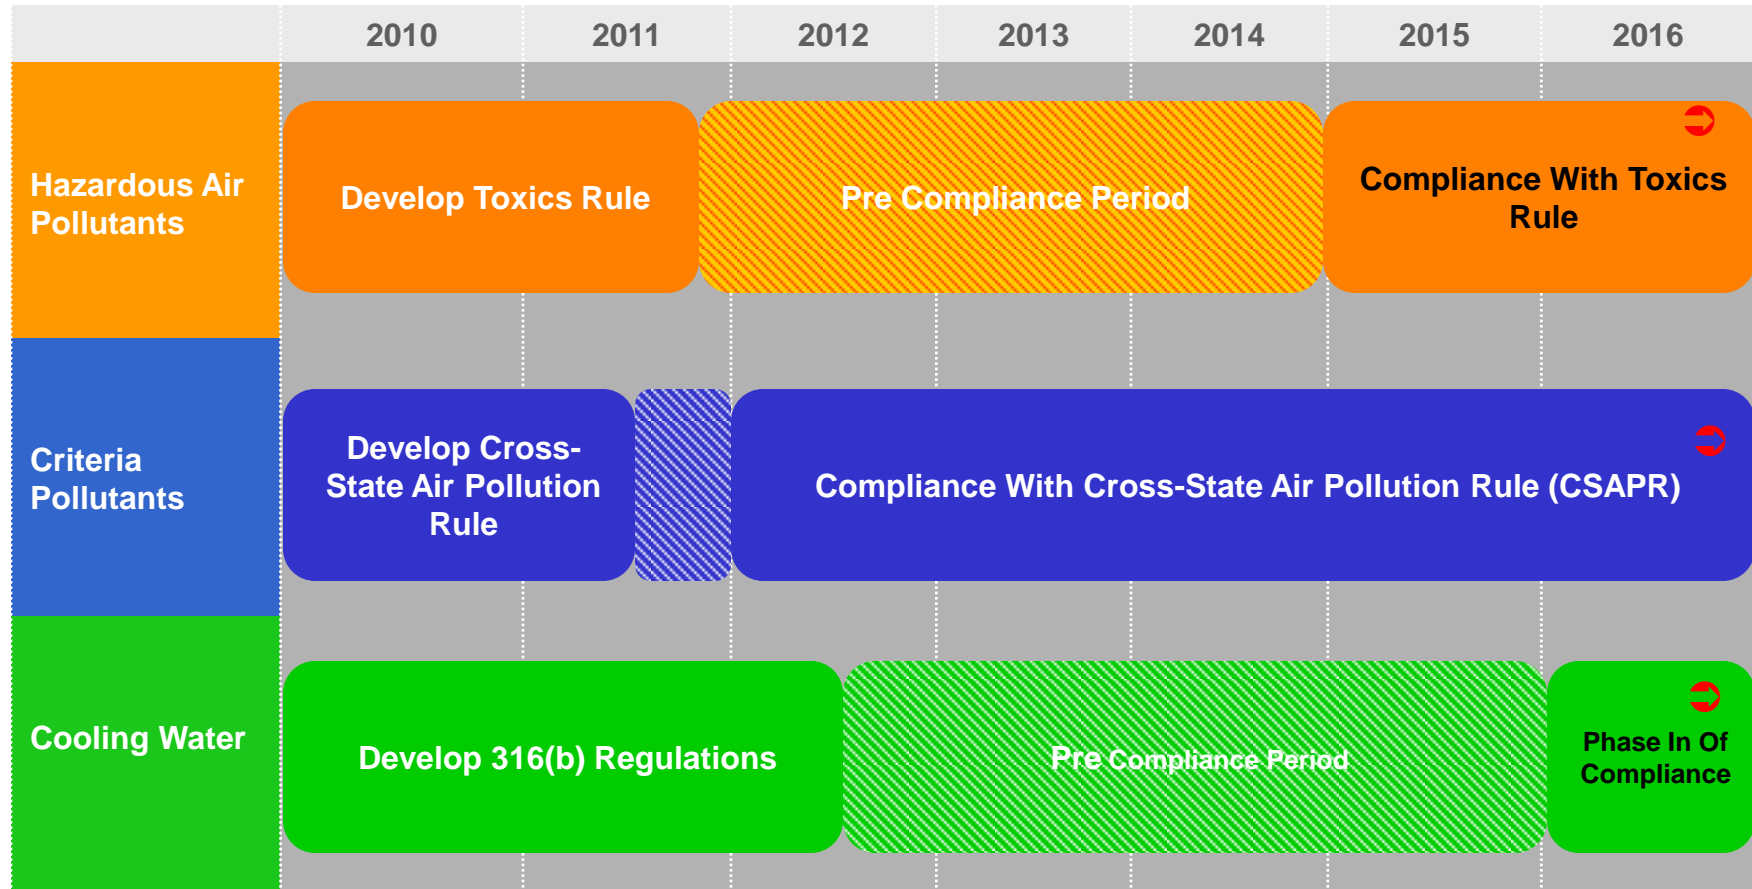 2010 2011 2012 2013 2014 2015 2016
Hazardous Air
Pollutants
Develop Toxics Rule
Pre Compliance Period
Compliance With Toxics
Rule
Criteria
Pollutants
Develop Cross-
State Air Pollution
Rule
Compliance With Cross-State Air Pollution Rule (CSAPR)
Cooling Water
Develop 316(b) Regulations
Pre Compliance Period
Phase In Of
Compliance